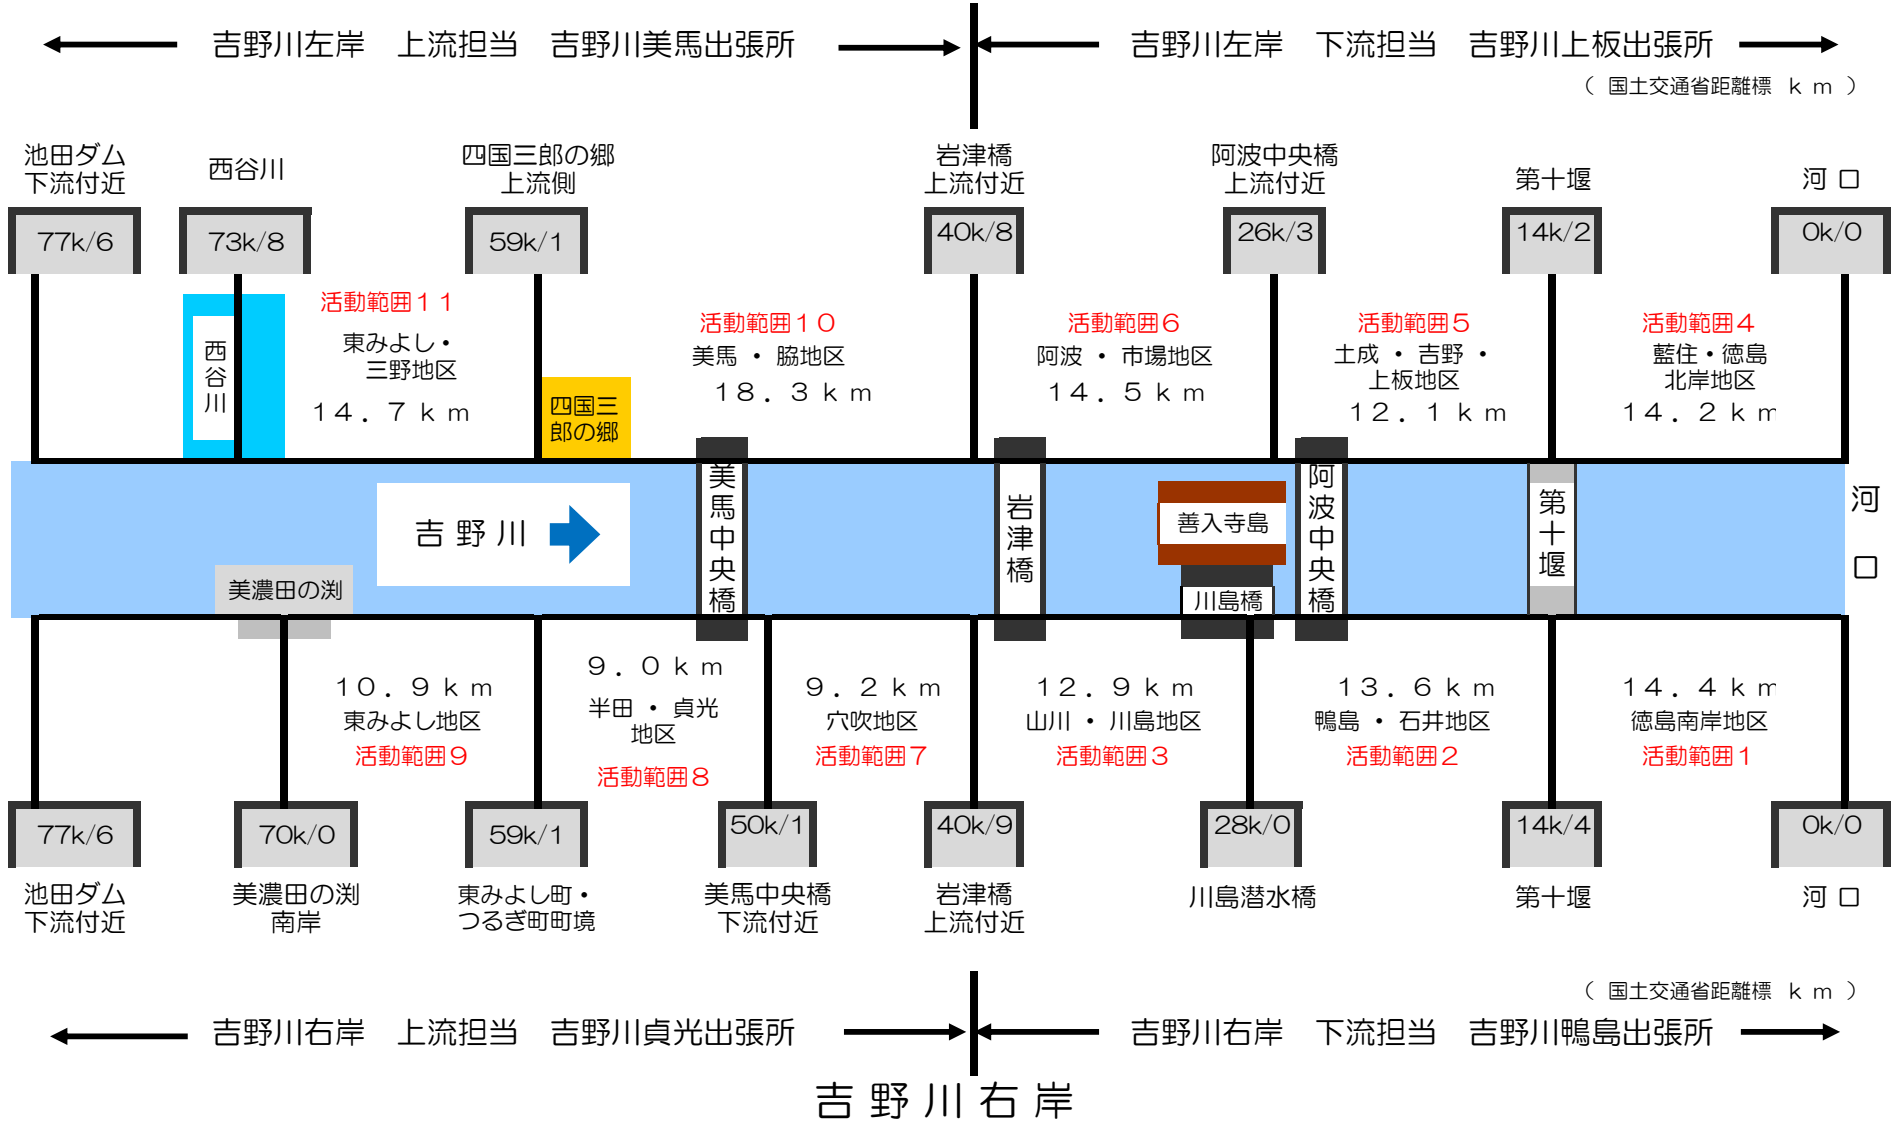 吉野川左岸　上流担当　吉野川美馬出張所
吉野川左岸　下流担当　吉野川上板出張所
（ 国土交通省距離標 ｋｍ ）
池田ダム
下流付近
西谷川
四国三郎の郷
上流側
岩津橋
上流付近
阿波中央橋
上流付近
第十堰
河口
77k/6
73k/8
59k/1
40k/8
26k/3
14k/2
0k/0
活動範囲１１
東みよし・
三野地区
１４．７ｋｍ
活動範囲１０
美馬 ・ 脇地区
１８．３ｋｍ
活動範囲６
阿波 ・ 市場地区
１４．５ｋｍ
活動範囲５
土成 ・ 吉野 ・
上板地区
１２．１ｋｍ
活動範囲４
藍住・徳島
北岸地区
１４．２ｋｍ
西谷川
四国三
郎の郷
吉野川
美濃田の渕
美馬中央橋
岩津橋
善入寺島
川島橋
阿波中央橋
第十堰
河口
１０．９ｋｍ
東みよし地区
活動範囲９
９．０ｋｍ
半田 ・ 貞光
地区
活動範囲８
９．２ｋｍ
穴吹地区
活動範囲７
１２．９ｋｍ
山川 ・ 川島地区
活動範囲３
１３．６ｋｍ
鴨島 ・ 石井地区
活動範囲２
１４．４ｋｍ
徳島南岸地区
活動範囲１
77k/6
70k/0
59k/1
50k/1
40k/9
28k/0
14k/4
0k/0
池田ダム
下流付近
美濃田の渕
南岸
東みよし町・
つるぎ町町境
美馬中央橋
下流付近
岩津橋
上流付近
川島潜水橋
第十堰
河口
（ 国土交通省距離標 ｋｍ ）
吉野川右岸　上流担当　吉野川貞光出張所
吉野川右岸　下流担当　吉野川鴨島出張所
吉野川右岸